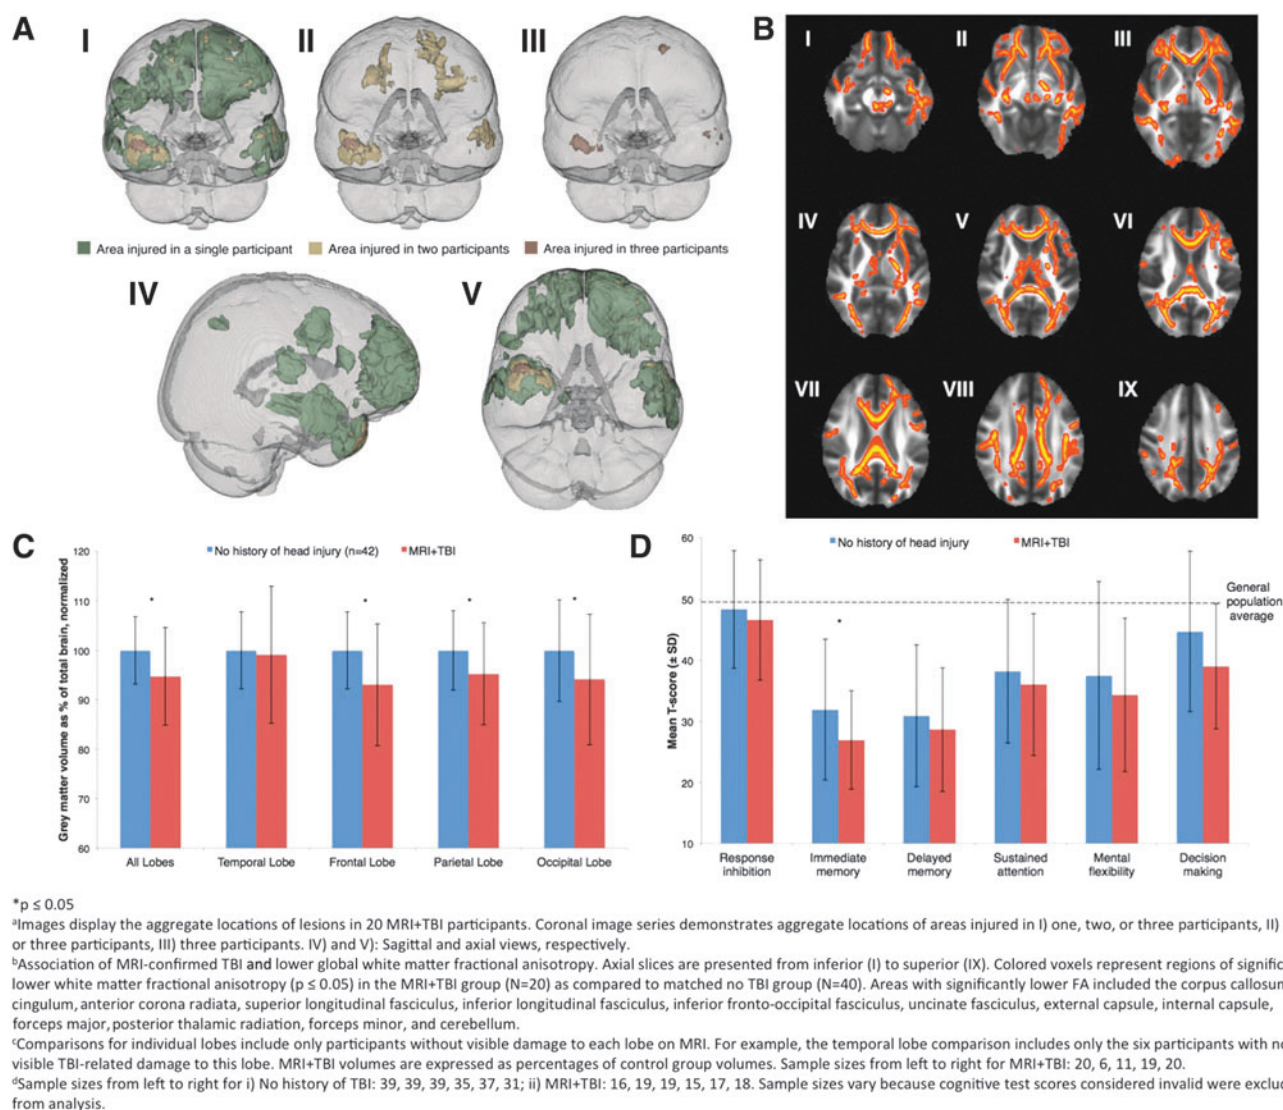 A
I
II
III
B
I
II
III
Area injured in a single participant
Area injured in two participants
Area injured in three participants
IV
V
IV
V
VI
VII
VIII
IX
C
No history of head injury (n=42)
MRI+TBI
Grey matter volume as % of total brain, normalized
120
110
100
90
80
70
60
*
*
*
*
All Lobes
Temporal Lobe
Frontal Lobe
Parietal Lobe
Occipital Lobe
D
No history of head injury
MRI+TBI
Mean T-score (± SD)
60
50
40
30
20
10
*
General
population
average
Response
inhibition
Immediate
memory
Delayed
memory
Sustained
attention
Mental
flexibility
Decision
making
*p ≤ 0.05
ᵃImages display the aggregate locations of lesions in 20 MRI+TBI participants. Coronal image series demonstrates aggregate locations of areas injured in I) one, two, or three participants, II)
or three participants, III) three participants. IV) and V): Sagittal and axial views, respectively.
ᵇAssociation of MRI-confirmed TBI and lower global white matter fractional anisotropy. Axial slices are presented from inferior (I) to superior (IX). Colored voxels represent regions of signific
lower white matter fractional anisotropy (p ≤ 0.05) in the MRI+TBI group (N=20) as compared to matched no TBI group (N=40). Areas with significantly lower FA included the corpus callosum
cingulum, anterior corona radiata, superior longitudinal fasciculus, inferior longitudinal fasciculus, inferior fronto-occipital fasciculus, uncinate fasciculus, external capsule, internal capsule,
forceps major, posterior thalamic radiation, forceps minor, and cerebellum.
ᶜComparisons for individual lobes include only participants without visible damage to each lobe on MRI. For example, the temporal lobe comparison includes only the six participants with no
visible TBI-related damage to this lobe. MRI+TBI volumes are expressed as percentages of control group volumes. Sample sizes from left to right for MRI+TBI: 20, 6, 11, 19, 20.
ᵈSample sizes from left to right for i) No history of TBI: 39, 39, 39, 35, 37, 31; ii) MRI+TBI: 16, 19, 19, 15, 17, 18. Sample sizes vary because cognitive test scores considered invalid were exclud
from analysis.